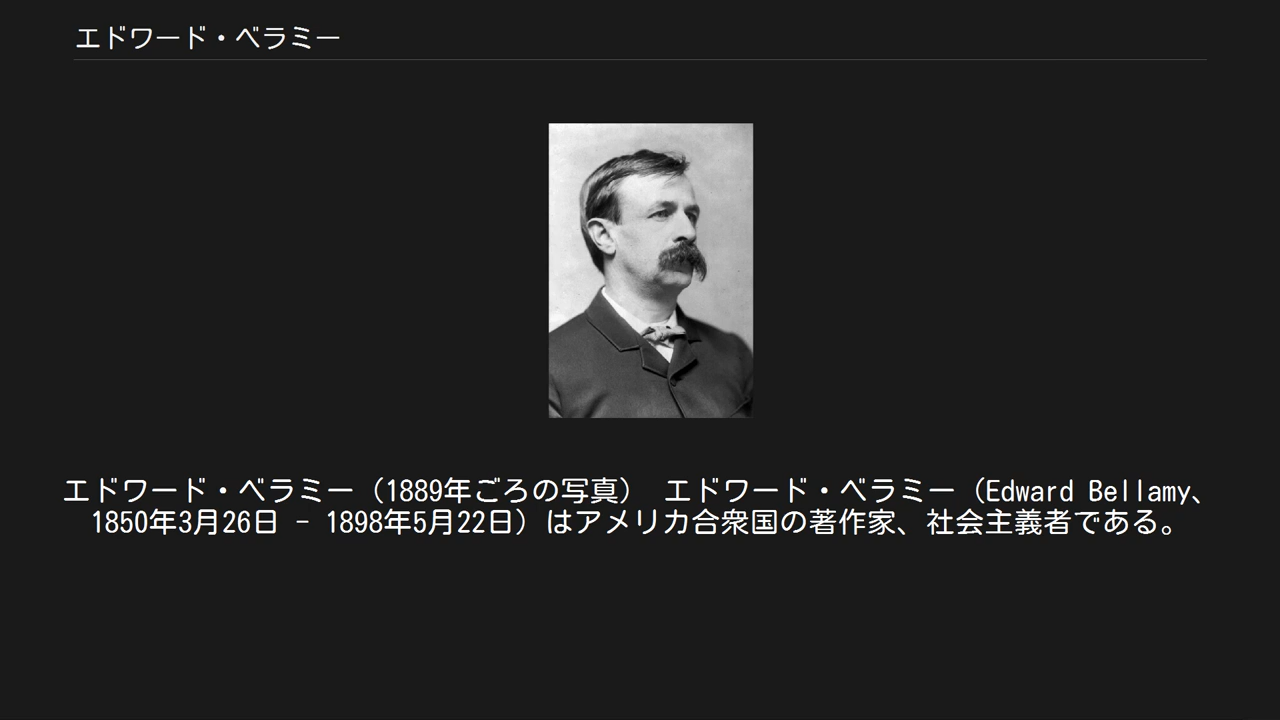 エドワード・ベラミー
エドワード・ベラミー（1889年ごろの写真） エドワード・ベラミー（Edward Bellamy、
1850年3月26日 - 1898年5月22日）はアメリカ合衆国の著作家、社会主義者である。